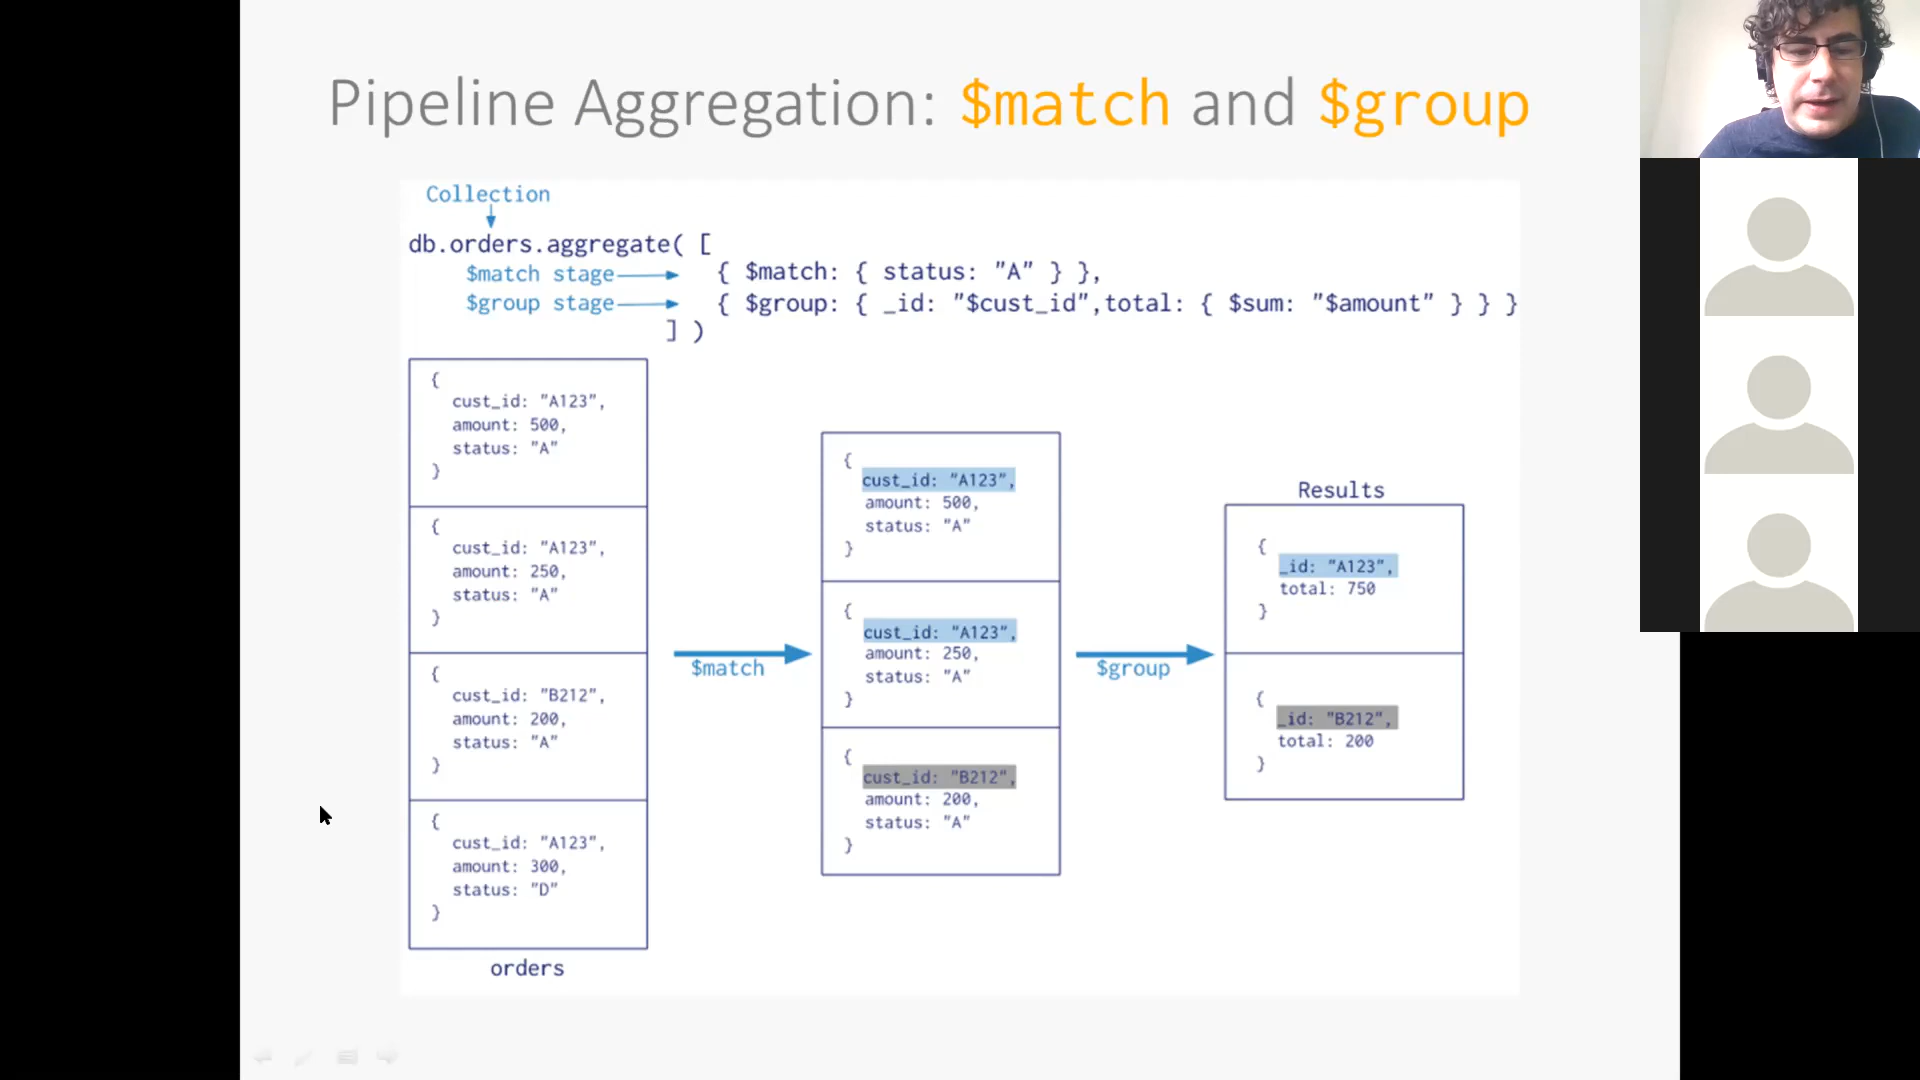 Pipeline Aggregation: $match and $group
Collection
db.orders.aggregate( [
$match stage { $match: { status: "A" } },
$group stage { $group: { _id: "$cust_id",total: { $sum: "$amount" } } }
] )
{
cust_id: "A123",
amount: 500,
status: "A"
}
{
cust_id: "A123",
amount: 250,
status: "A"
}
{
cust_id: "B212",
amount: 200,
status: "A"
}
{
cust_id: "A123",
amount: 300,
status: "D"
}
orders
$match
{
cust_id: "A123",
amount: 500,
status: "A"
}
{
cust_id: "A123",
amount: 250,
status: "A"
}
{
cust_id: "B212",
amount: 200,
status: "A"
}
$group
Results
{
_id: "A123",
total: 750
}
{
_id: "B212",
total: 200
}